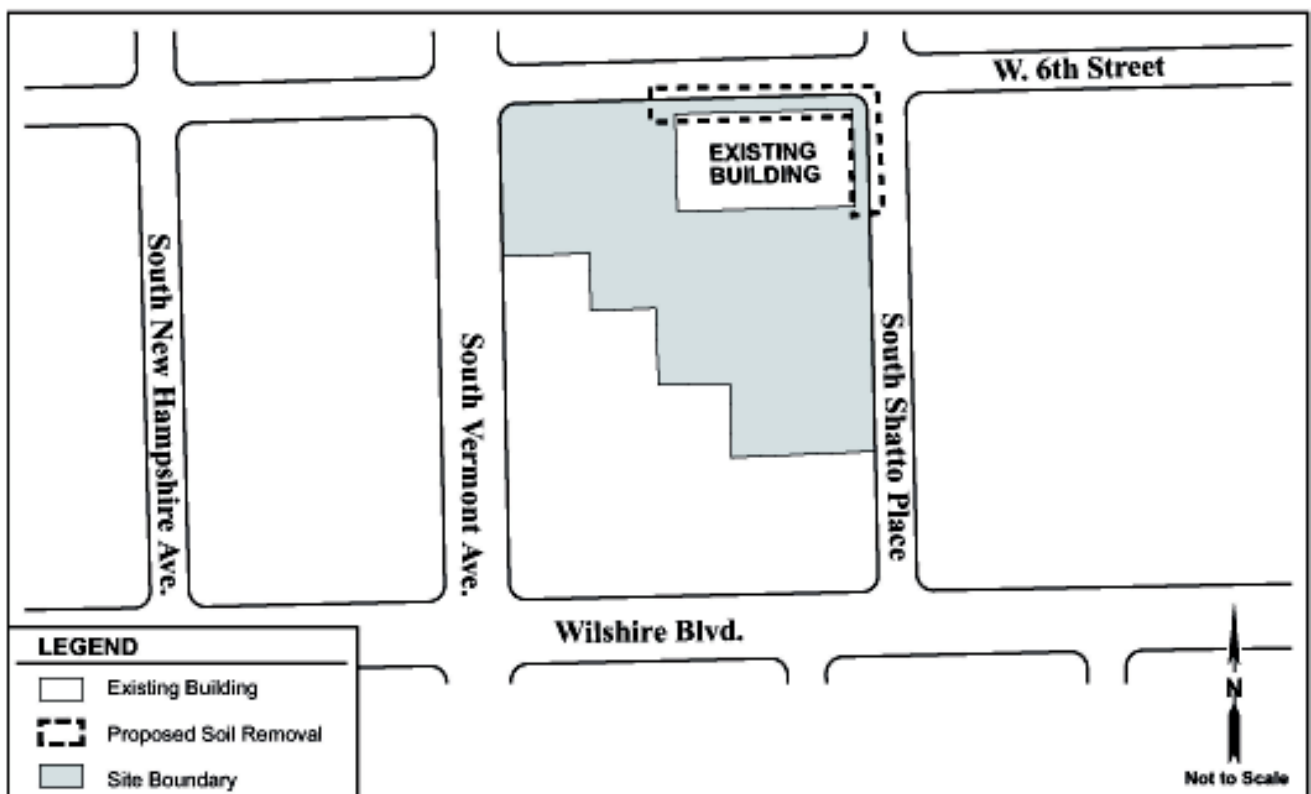 W. 6th Street
EXISTING
BUILDING
South New Hampshire Ave.
South Vermont Ave.
South Shatto Place
Wilshire Blvd.
LEGEND
Existing Building
Proposed Soil Removal
Site Boundary
N
Not to Scale